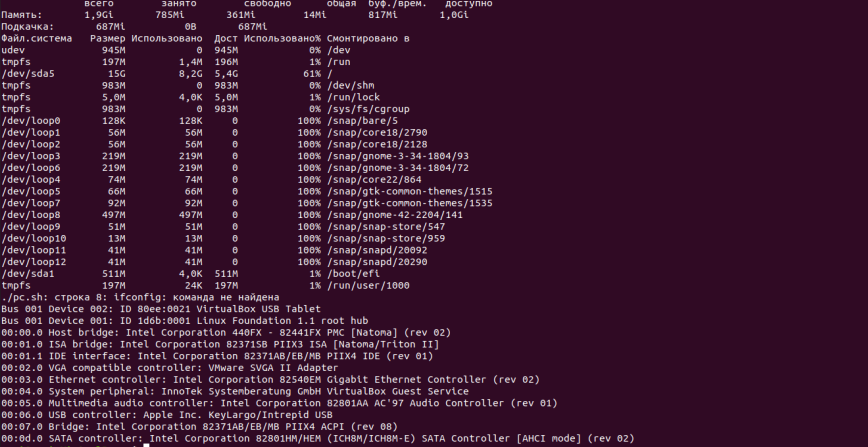 всего занято свободно общая буф./врем. доступно
Память: 1,9Gi 785Mi 361Mi 14Mi 817Mi 1,0Gi
Подкачка: 687Mi 0B 687Mi
Файл.система Размер Использовано Дост Использовано% Смонтировано в
udev 945M 0 945M 0% /dev
tmpfs 197M 1,4M 196M 1% /run
/dev/sda5 15G 8,2G 5,4G 61% /
tmpfs 983M 0 983M 0% /dev/shm
tmpfs 5,0M 4,0K 5,0M 1% /run/lock
tmpfs 983M 0 983M 0% /sys/fs/cgroup
/dev/loop0 128K 128K 0 100% /snap/bare/5
/dev/loop1 56M 56M 0 100% /snap/core18/2790
/dev/loop2 56M 56M 0 100% /snap/core18/2128
/dev/loop3 219M 219M 0 100% /snap/gnome-3-34-1804/93
/dev/loop6 219M 219M 0 100% /snap/gnome-3-34-1804/72
/dev/loop4 74M 74M 0 100% /snap/core22/864
/dev/loop5 66M 66M 0 100% /snap/gtk-common-themes/1515
/dev/loop7 92M 92M 0 100% /snap/gtk-common-themes/1535
/dev/loop8 497M 497M 0 100% /snap/gnome-42-2204/141
/dev/loop9 51M 51M 0 100% /snap/snap-store/547
/dev/loop10 13M 13M 0 100% /snap/snap-store/959
/dev/loop11 41M 41M 0 100% /snap/snapd/20092
/dev/loop12 41M 41M 0 100% /snap/snapd/20290
/dev/sda1 511M 4,0K 511M 1% /boot/efi
tmpfs 197M 24K 197M 1% /run/user/1000
./pc.sh: строка 8: ifconfig: команда не найдена
Bus 001 Device 002: ID 80ee:0021 VirtualBox USB Tablet
Bus 001 Device 001: ID 1d6b:0001 Linux Foundation 1.1 root hub
00:00.0 Host bridge: Intel Corporation 440FX - 82441FX PMC [Natoma] (rev 02)
00:01.0 ISA bridge: Intel Corporation 82371SB PIIX3 ISA [Natoma/Triton II]
00:01.1 IDE interface: Intel Corporation 82371AB/EB/MB PIIX4 IDE (rev 01)
00:02.0 VGA compatible controller: VMware SVGA II Adapter
00:03.0 Ethernet controller: Intel Corporation 82540EM Gigabit Ethernet Controller (rev 02)
00:04.0 System peripheral: InnoTek Systemberatung GmbH VirtualBox Guest Service
00:05.0 Multimedia audio controller: Intel Corporation 82801AA AC'97 Audio Controller (rev 01)
00:06.0 USB controller: Apple Inc. KeyLargo/Intrepid USB
00:07.0 Bridge: Intel Corporation 82371AB/EB/MB PIIX4 ACPI (rev 08)
00:0d.0 SATA controller: Intel Corporation 82801HM/HEM (ICH8M/ICH8M-E) SATA Controller [AHCI mode] (rev 02)